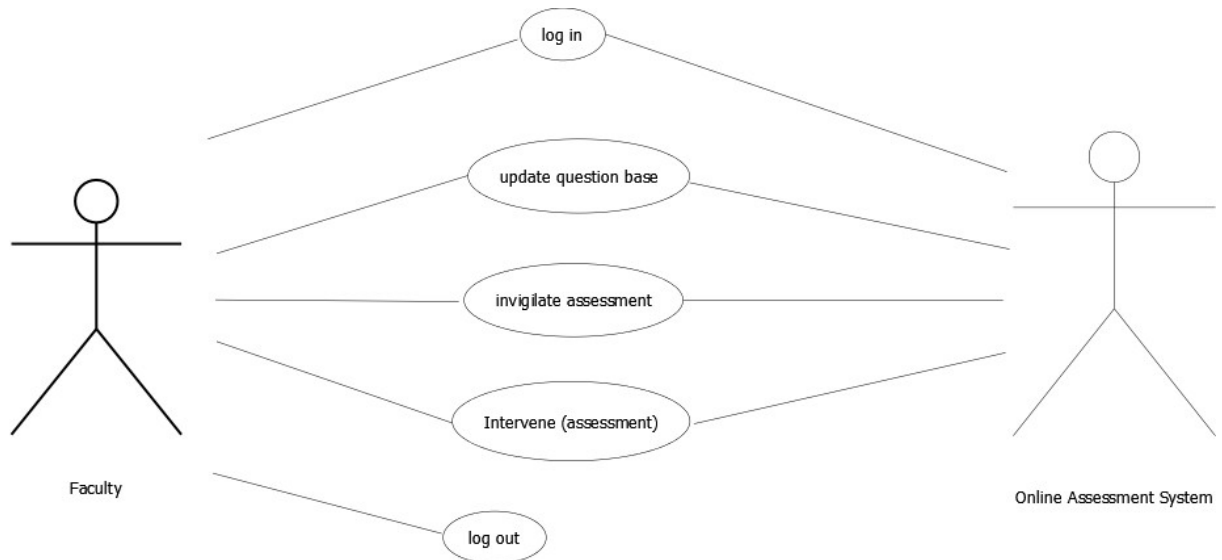 log in
update question base
invigilate assessment
Intervene (assessment)
Faculty
Online Assessment System
log out